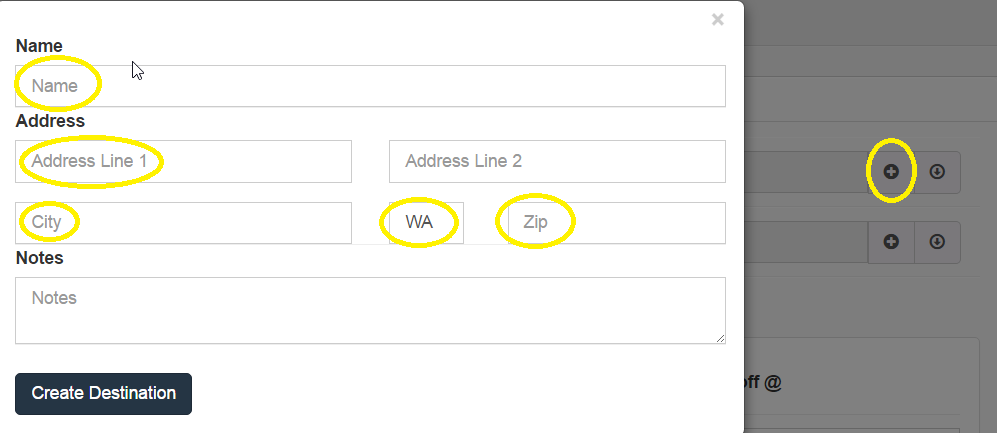 ×
Name
Name
Address
Address Line 1 Address Line 2
City WA Zip
Notes
Notes
off @
Create Destination